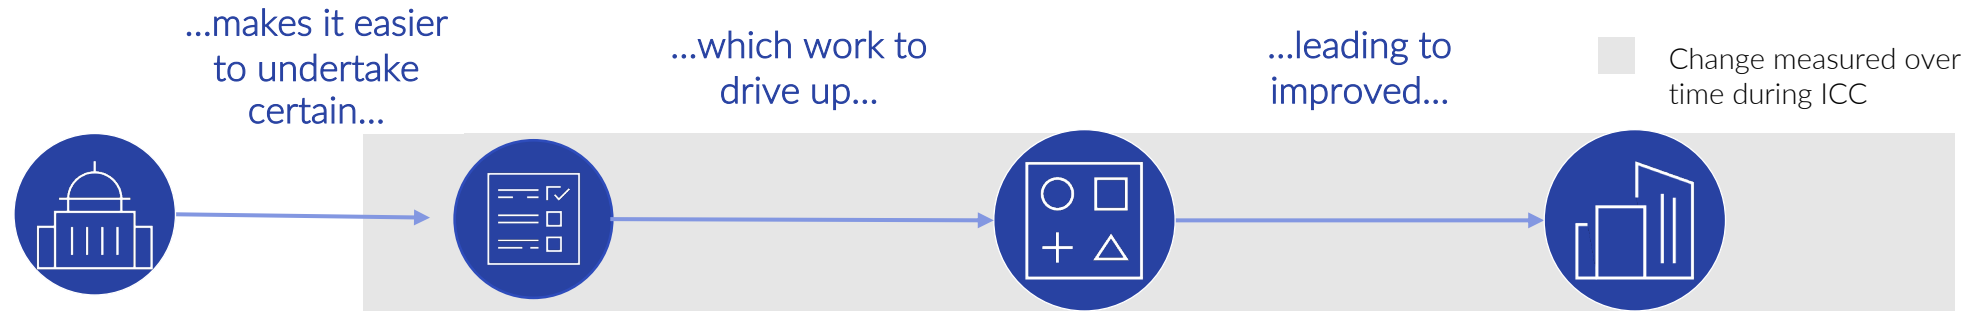 ...makes it easier
to undertake
certain...
...which work to
drive up...
...leading to
improved...
Change measured over
time during ICC